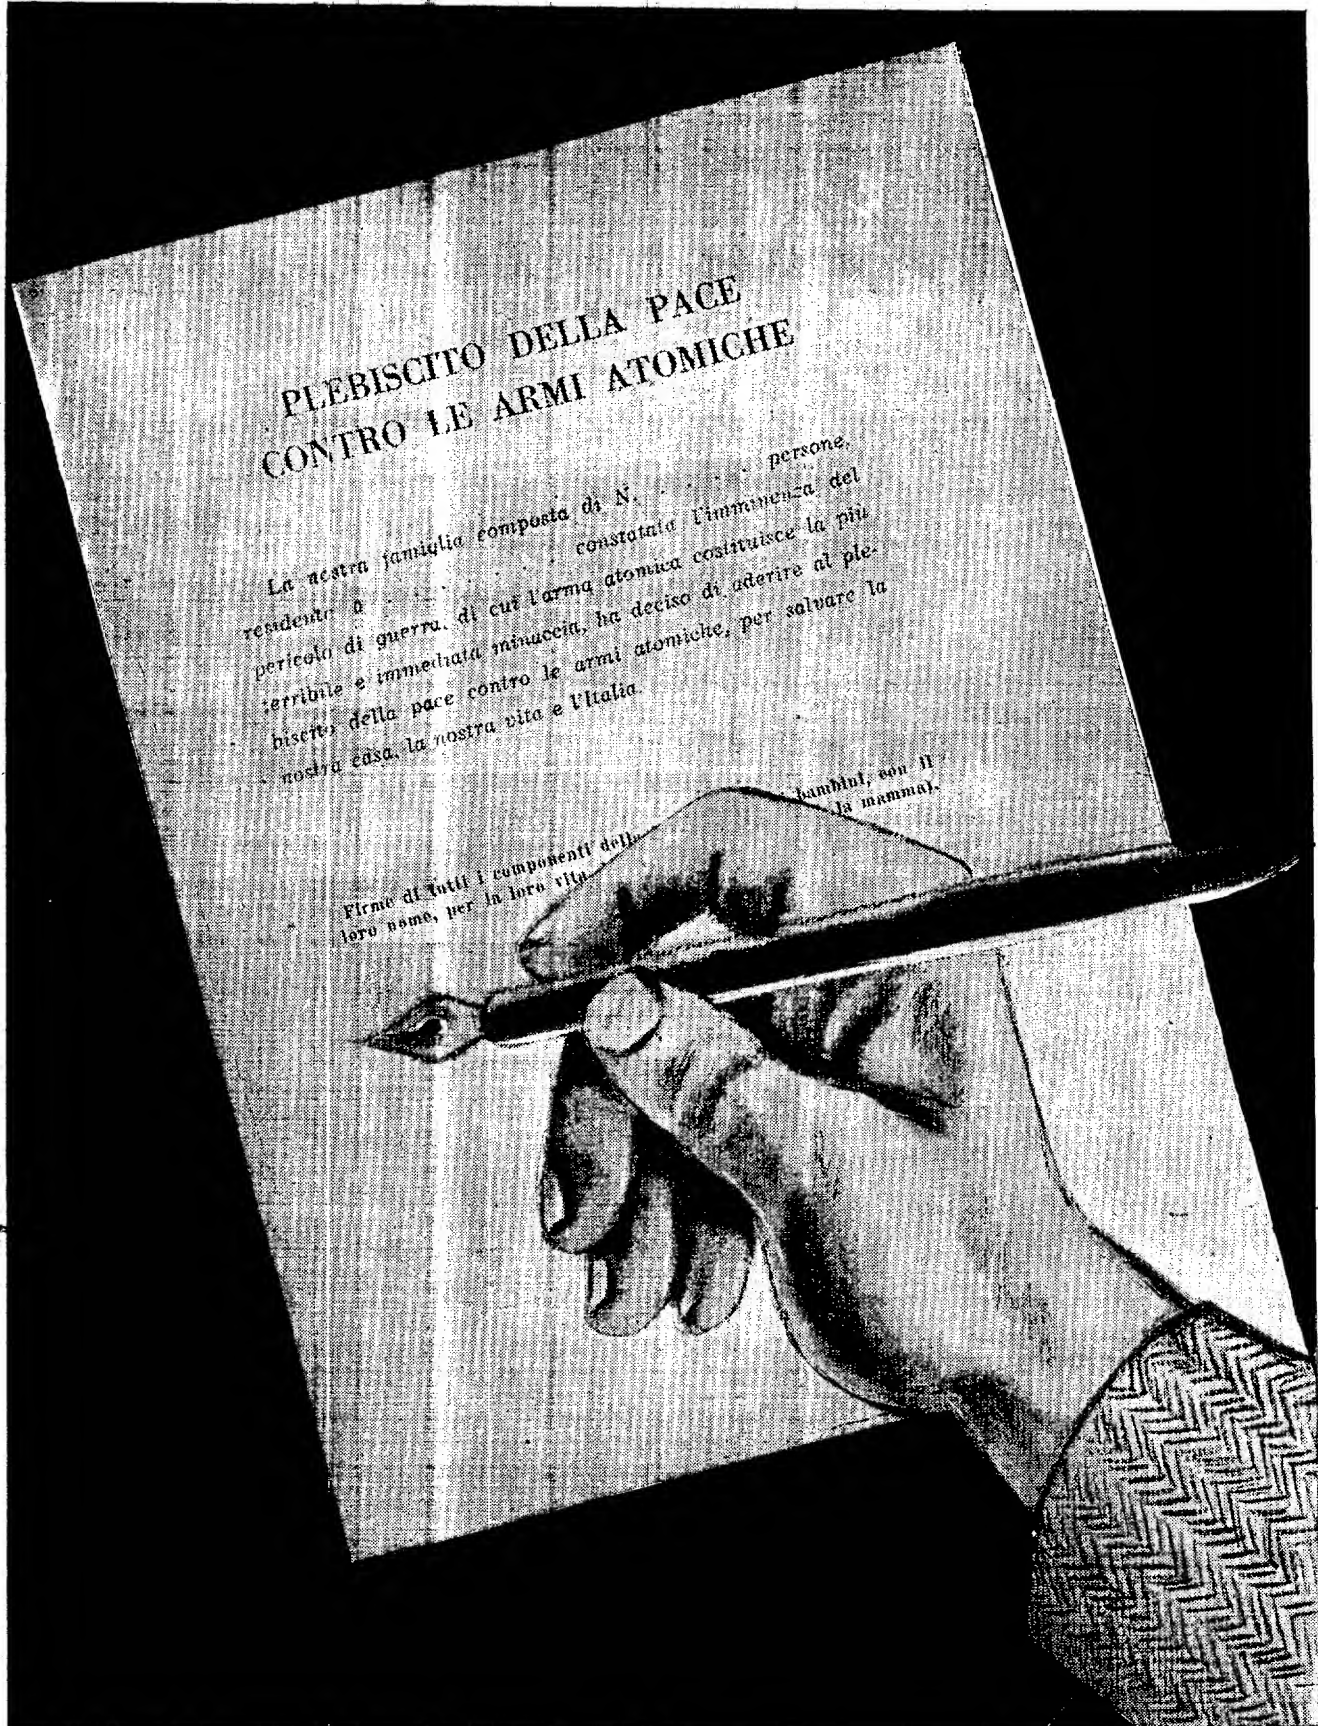 PLEBISCITO DELLA PACE
CONTRO LE ARMI ATOMICHE
La nostra famiglia composta di N. . . . . . persone,
residente a . . . . . . . . constatata l'imminenza del
pericolo di guerra, di cui l'arma atomica costituisce la più
terribile e immediata minaccia, ha deciso di aderire al ple-
biscito della pace contro le armi atomiche, per salvare la
nostra casa, la nostra vita e l'Italia.
Firme di tutti i componenti della bambini, con il
loro nome, per la loro vita la mamma).